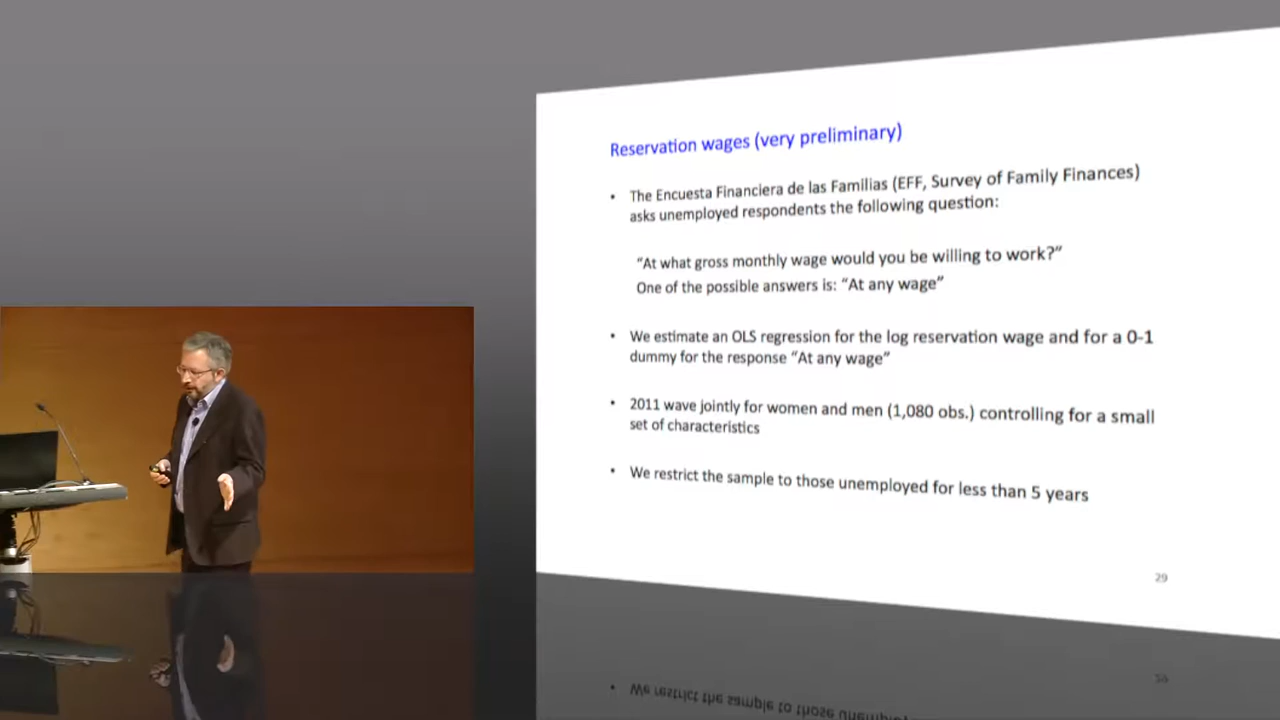 Reservation wages (very preliminary)
• The Encuesta Financiera de las Familias (EFF, Survey of Family Finances)
asks unemployed respondents the following question:
“At what gross monthly wage would you be willing to work?”
One of the possible answers is: “At any wage”
• We estimate an OLS regression for the log reservation wage and for a 0-1
dummy for the response “At any wage”
• 2011 wave jointly for women and men (1,080 obs.) controlling for a small
set of characteristics
• We restrict the sample to those unemployed for less than 5 years
29